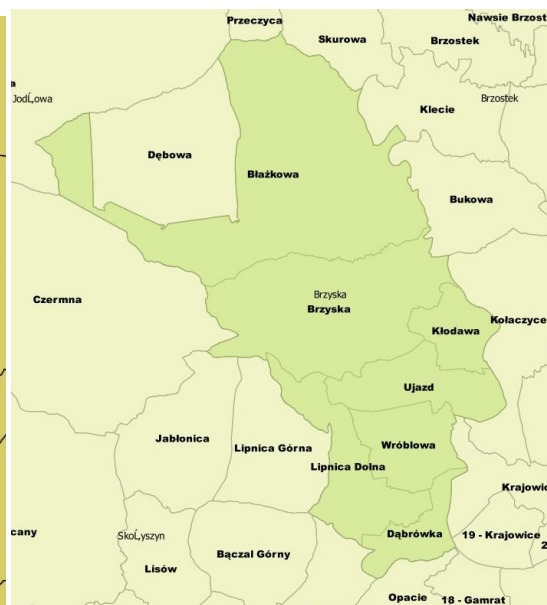 Przeczyca
Nawsie Brzost
Skurowa
Brzostek
a
JodĹ‚owa
Brzostek
Klecie
Dębowa
Błażkowa
Bukowa
Brzyska
Czermna
Brzyska
Kołaczyce
Kłodawa
Ujazd
Jabłonica
Lipnica Górna
Wróblowa
Lipnica Dolna
Krajowic
cany
SkoĹ‚yszyn
Dąbrówka
19 - Krajowice
2
Bączal Górny
Lisów
Opacie
18 - Gamrat